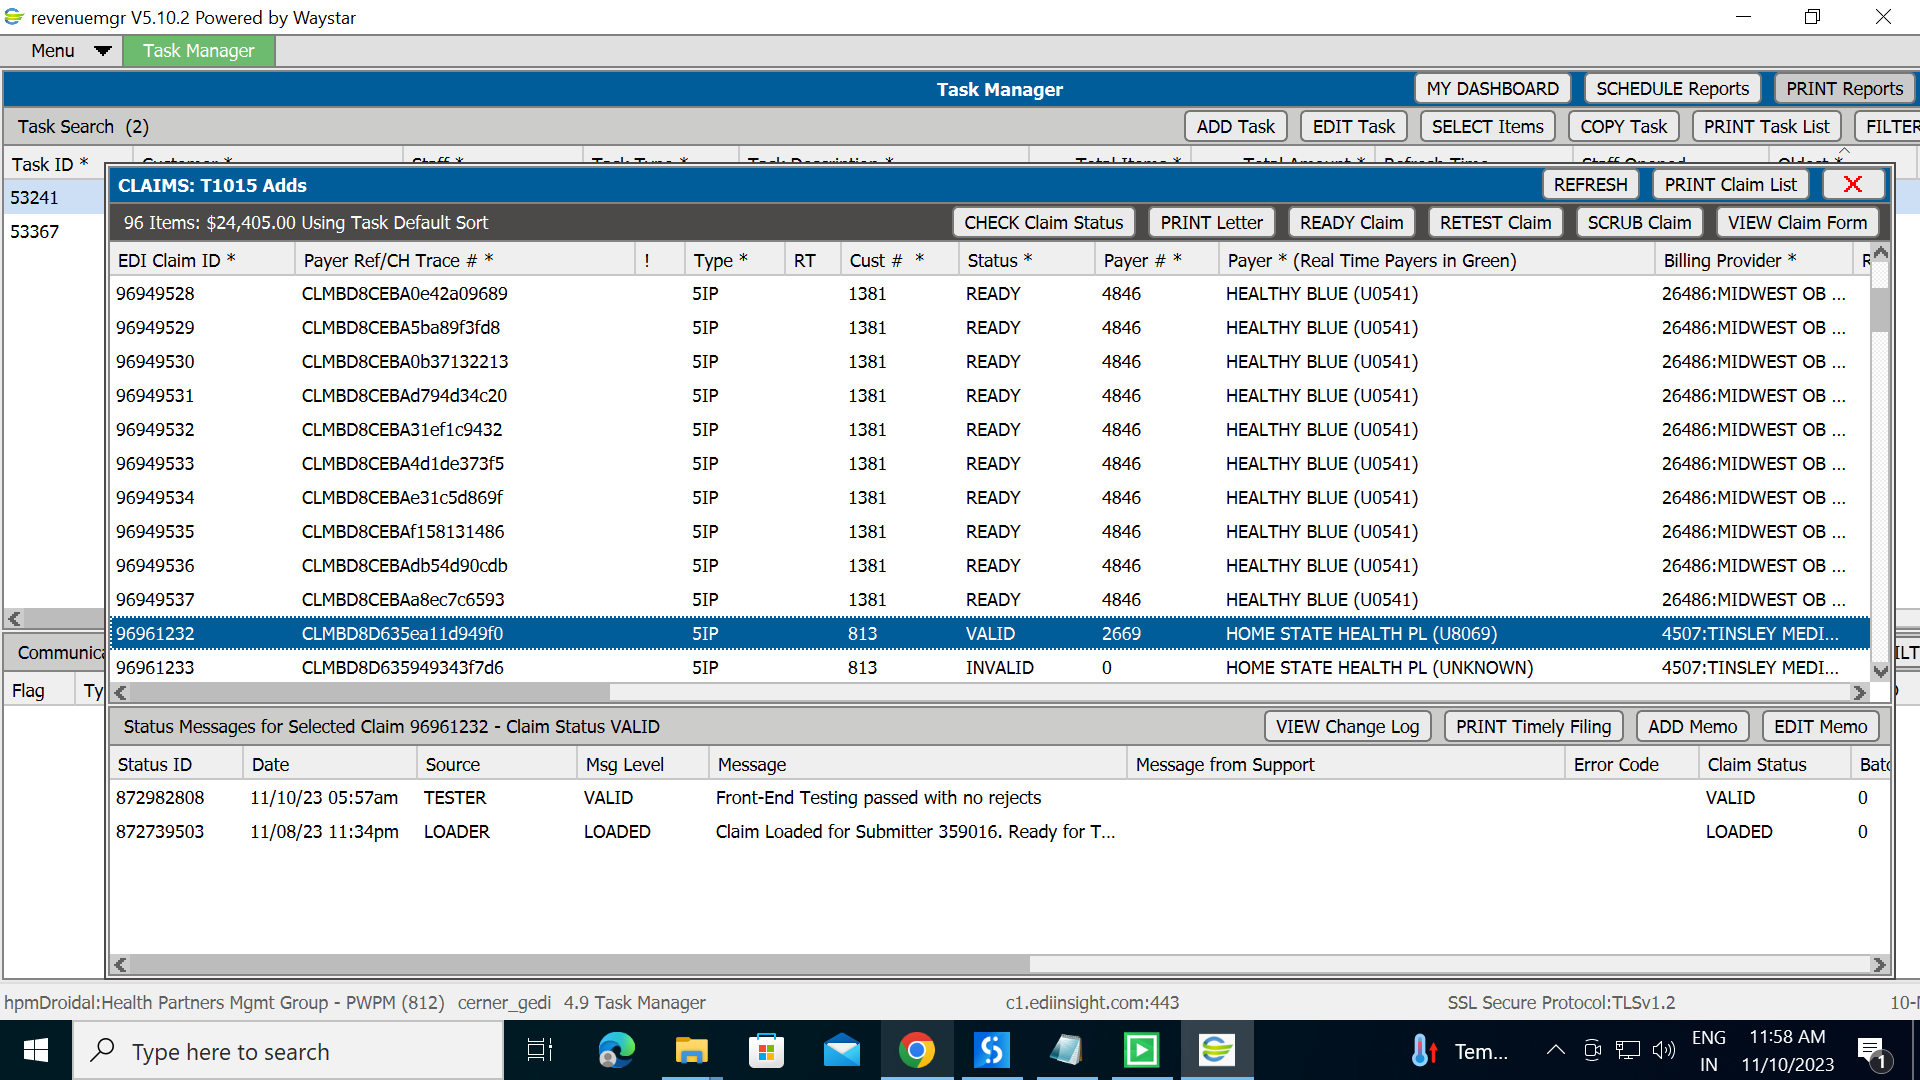 revenuemgr V5.10.2 Powered by Waystar
Menu Task Manager
Task Manager MY DASHBOARD SCHEDULE Reports PRINT Reports
Task Search (2) ADD Task EDIT Task SELECT Items COPY Task PRINT Task List FILTER
Task ID * Customer * Staff * Task Type * Task Description * Total Items * Total Amount * Refresh Time Staff Opened Oldest *
53241
53367
CLAIMS: T1015 Adds REFRESH PRINT Claim List X
96 Items: $24,405.00 Using Task Default Sort CHECK Claim Status PRINT Letter READY Claim RETEST Claim SCRUB Claim VIEW Claim Form
EDI Claim ID * Payer Ref/CH Trace # * ! Type * RT Cust # * Status * Payer # * Payer * (Real Time Payers in Green) Billing Provider * R
96949528 CLMBD8CEBA0e42a09689 5IP 1381 READY 4846 HEALTHY BLUE (U0541) 26486:MIDWEST OB ...
96949529 CLMBD8CEBA5ba89f3fd8 5IP 1381 READY 4846 HEALTHY BLUE (U0541) 26486:MIDWEST OB ...
96949530 CLMBD8CEBA0b37132213 5IP 1381 READY 4846 HEALTHY BLUE (U0541) 26486:MIDWEST OB ...
96949531 CLMBD8CEBAd794d34c20 5IP 1381 READY 4846 HEALTHY BLUE (U0541) 26486:MIDWEST OB ...
96949532 CLMBD8CEBA31ef1c9432 5IP 1381 READY 4846 HEALTHY BLUE (U0541) 26486:MIDWEST OB ...
96949533 CLMBD8CEBA4d1de373f5 5IP 1381 READY 4846 HEALTHY BLUE (U0541) 26486:MIDWEST OB ...
96949534 CLMBD8CEBAe31c5d869f 5IP 1381 READY 4846 HEALTHY BLUE (U0541) 26486:MIDWEST OB ...
96949535 CLMBD8CEBAf158131486 5IP 1381 READY 4846 HEALTHY BLUE (U0541) 26486:MIDWEST OB ...
96949536 CLMBD8CEBAdb54d90cdb 5IP 1381 READY 4846 HEALTHY BLUE (U0541) 26486:MIDWEST OB ...
96949537 CLMBD8CEBAa8ec7c6593 5IP 1381 READY 4846 HEALTHY BLUE (U0541) 26486:MIDWEST OB ...
96961232 CLMBD8D635ea11d949f0 5IP 813 VALID 2669 HOME STATE HEALTH PL (U8069) 4507:TINSLEY MEDI...
96961233 CLMBD8D635949343f7d6 5IP 813 INVALID 0 HOME STATE HEALTH PL (UNKNOWN) 4507:TINSLEY MEDI...
Communica
Flag Ty
Status Messages for Selected Claim 96961232 - Claim Status VALID VIEW Change Log PRINT Timely Filing ADD Memo EDIT Memo
Status ID Date Source Msg Level Message Message from Support Error Code Claim Status Batc
872982808 11/10/23 05:57am TESTER VALID Front-End Testing passed with no rejects VALID 0
872739503 11/08/23 11:34pm LOADER LOADED Claim Loaded for Submitter 359016. Ready for T... LOADED 0
hpmDroidal:Health Partners Mgmt Group - PWPM (812) cerner_gedi 4.9 Task Manager c1.ediinsight.com:443 SSL Secure Protocol:TLSv1.2
Type here to search Tem... ENG IN 11:58 AM 11/10/2023 1